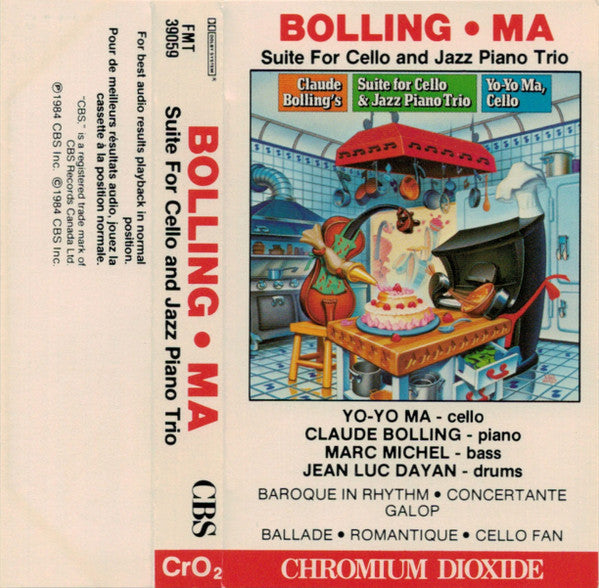 For best audio results playback in normal
position.
Pour de meilleurs résultats audio, jouez la
cassette à la position normale.
"CBS." is a registered trade mark of
CBS Records Canada Ltd.
℗1984 CBS Inc. ©1984 CBS Inc.
FMT
39059
DOLBY SYSTEM
BOLLING • MA
Suite For Cello and Jazz Piano Trio
CBS
CrO₂
BOLLING • MA
Suite For Cello and Jazz Piano Trio
Claude
Bolling's
Suite for Cello
& Jazz Piano Trio
Yo-Yo Ma,
Cello
YO-YO MA - cello
CLAUDE BOLLING - piano
MARC MICHEL - bass
JEAN LUC DAYAN - drums
BAROQUE IN RHYTHM • CONCERTANTE
GALOP
BALLADE • ROMANTIQUE • CELLO FAN
CHROMIUM DIOXIDE